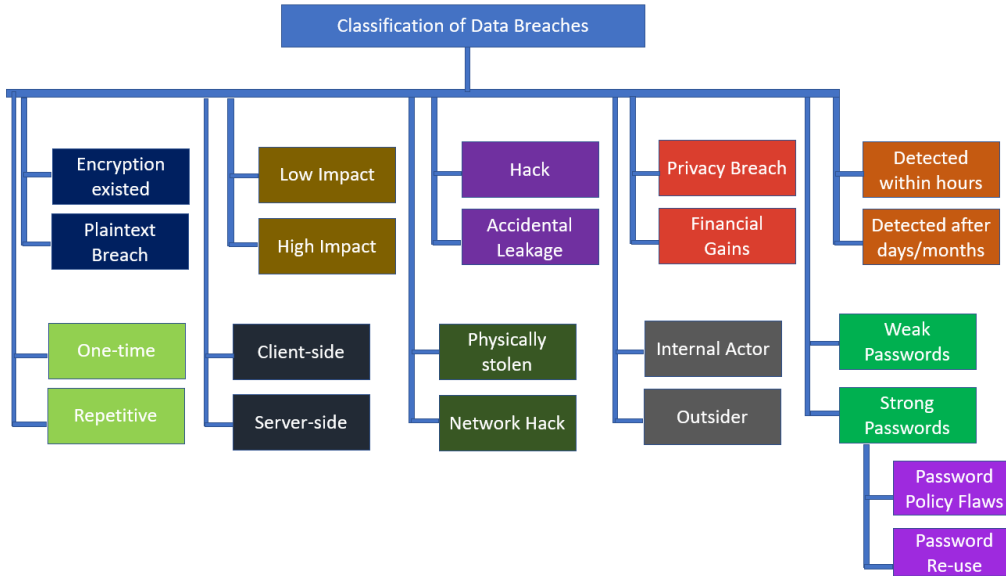 Classification of Data Breaches
Encryption
existed
Plaintext
Breach
Low Impact
High Impact
Hack
Accidental
Leakage
Privacy Breach
Financial
Gains
Detected
within hours
Detected after
days/months
One-time
Repetitive
Client-side
Server-side
Physically
stolen
Network Hack
Internal Actor
Outsider
Weak
Passwords
Strong
Passwords
Password
Policy Flaws
Password
Re-use